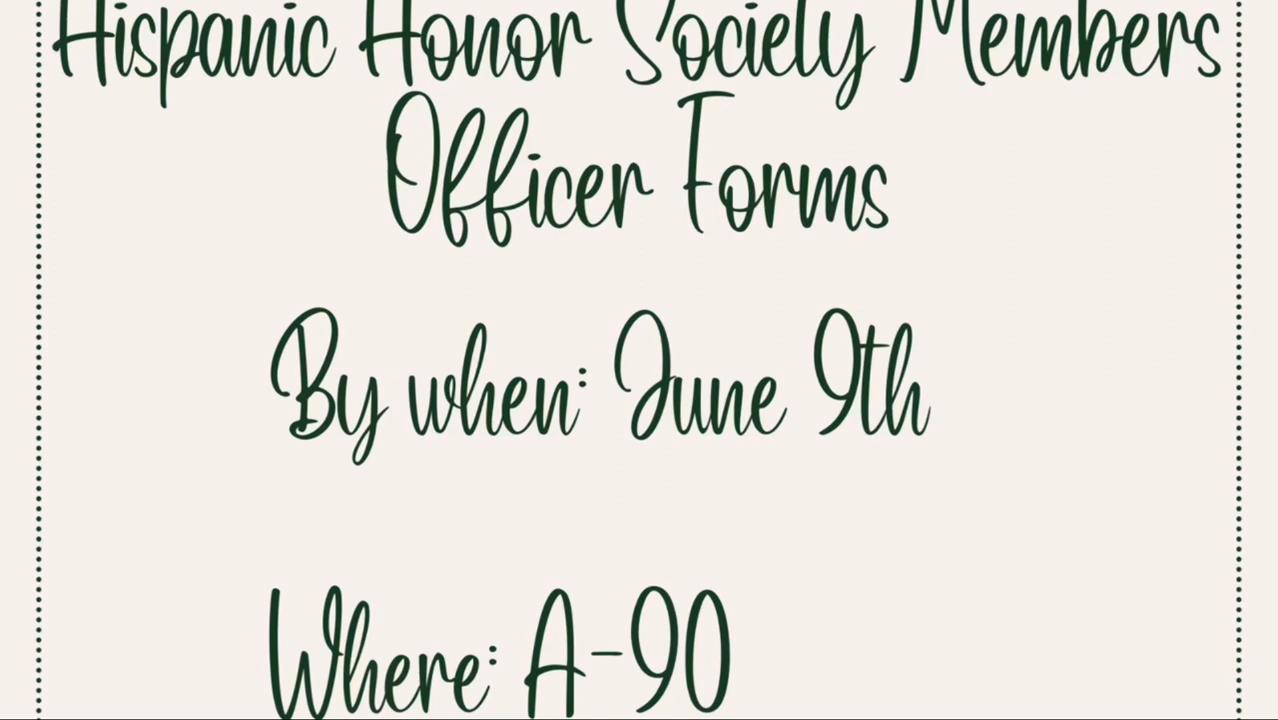 Hispanic Honor Society Members
Officer Forms
By when: June 9th
Where: A-90